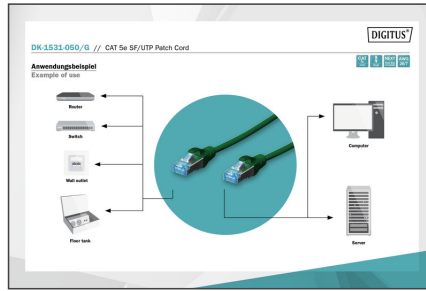 DIGITUS®
DK-1531-050/G // CAT 5e SF/UTP Patch Cord
Anwendungsbeispiel
Example of use
Router
Switch
Wall outlet
Floor tank
Computer
Server